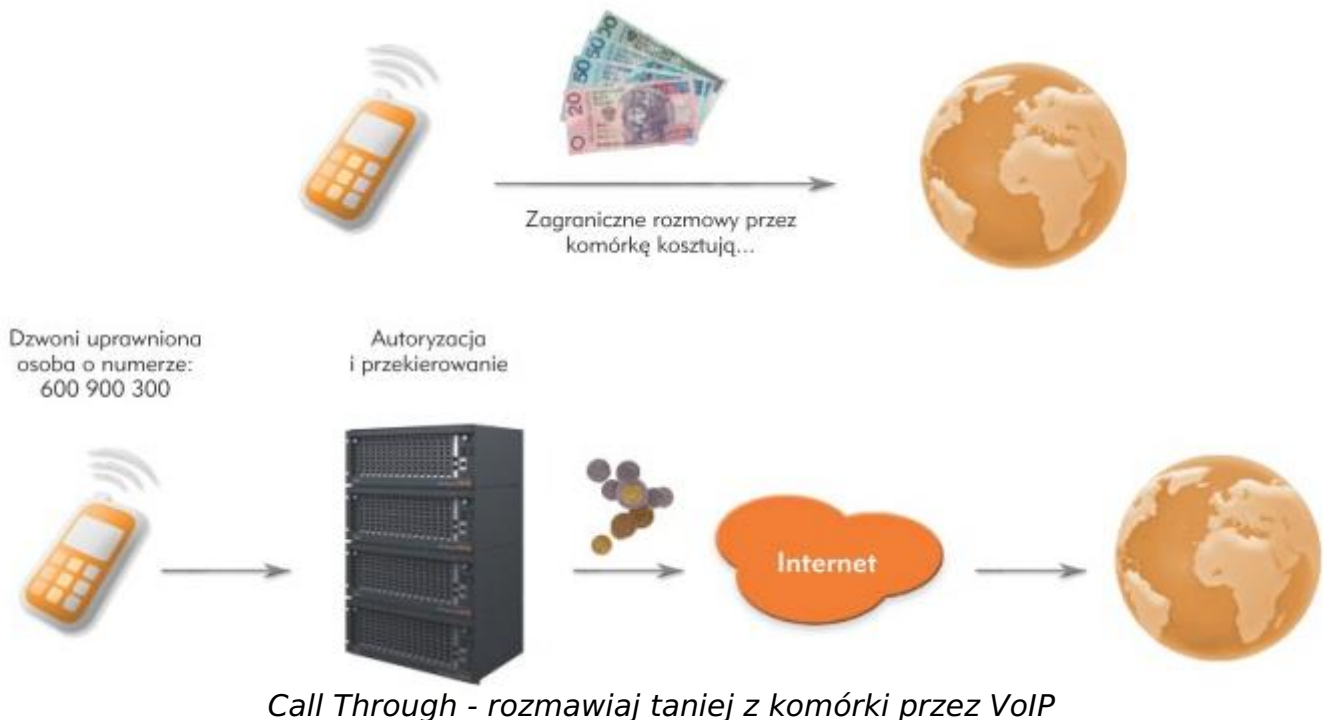 Zagraniczne rozmowy przez
komórkę kosztują...
Dzwoni uprawniona
osoba o numerze:
600 900 300
Autoryzacja
i przekierowanie
Internet
Call Through - rozmawiaj taniej z komórki przez VoIP